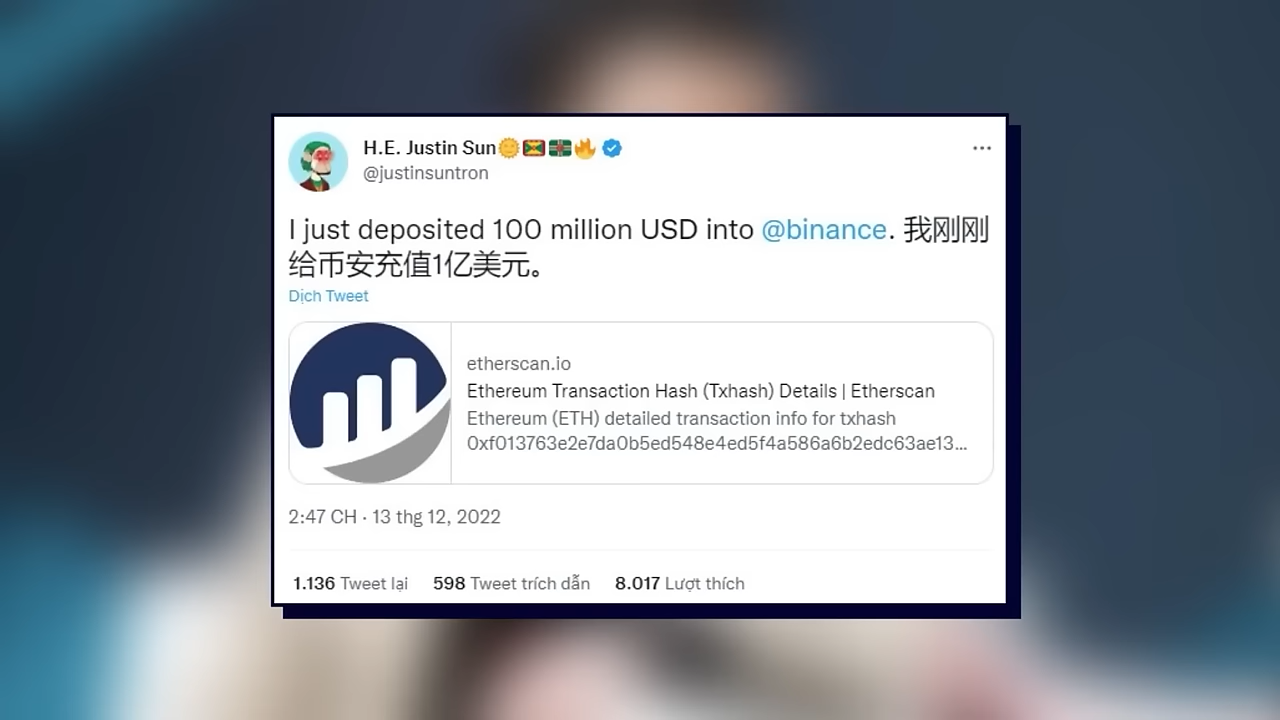 H.E. Justin Sun🌞🇬🇩🇩🇲🔥
@justinsuntron
I just deposited 100 million USD into @binance. 我刚刚
给币安充值1亿美元。
Dịch Tweet
etherscan.io
Ethereum Transaction Hash (Txhash) Details | Etherscan
Ethereum (ETH) detailed transaction info for txhash
0xf013763e2e7da0b5ed548e4ed5f4a586a6b2edc63ae13...
2:47 CH · 13 thg 12, 2022
1.136 Tweet lại 598 Tweet trích dẫn 8.017 Lượt thích